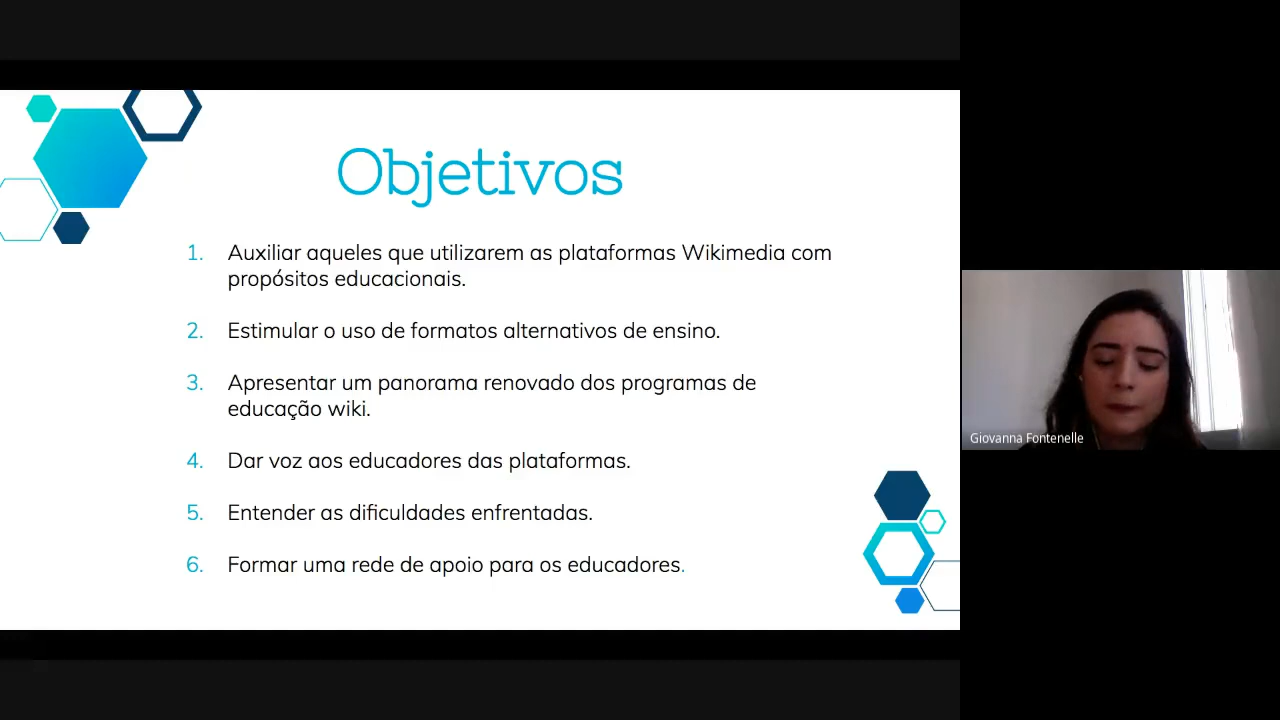 Objetivos
1. Auxiliar aqueles que utilizarem as plataformas Wikimedia com
propósitos educacionais.
2. Estimular o uso de formatos alternativos de ensino.
3. Apresentar um panorama renovado dos programas de
educação wiki.
4. Dar voz aos educadores das plataformas.
5. Entender as dificuldades enfrentadas.
6. Formar uma rede de apoio para os educadores.
Giovanna Fontenelle